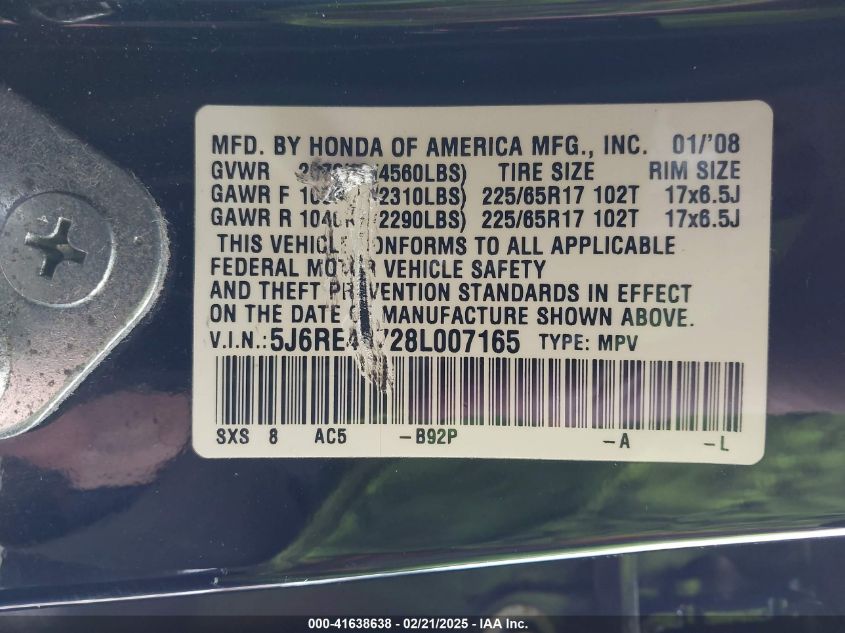 MFD. BY HONDA OF AMERICA MFG., INC. 01/'08
GVWR 4560LBS) TIRE SIZE RIM SIZE
GAWR F 2310LBS) 225/65R17 102T 17x6.5J
GAWR R 2290LBS) 225/65R17 102T 17x6.5J
THIS VEHICLE CONFORMS TO ALL APPLICABLE
FEDERAL MOTOR VEHICLE SAFETY
AND THEFT PREVENTION STANDARDS IN EFFECT
ON THE DATE OF MANUFACTURE SHOWN ABOVE.
V.I.N.: TYPE: MPV
SXS 8 AC5 -B92P -A -L
000-41638638 / 02/21/2025 / © IAA Inc.